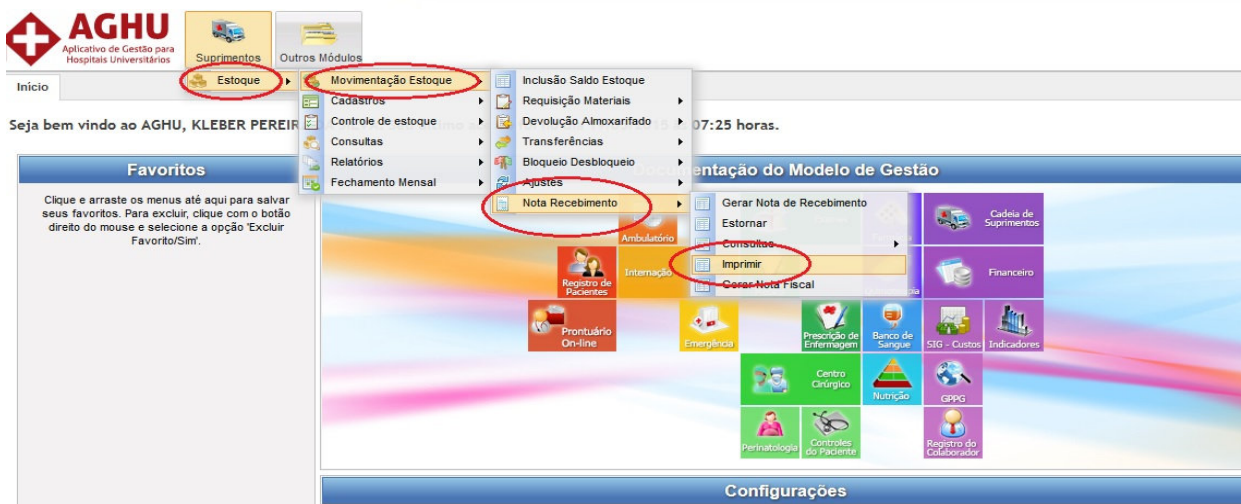 AGHU
Aplicativo de Gestão para
Hospitais Universitários
Suprimentos
Outros Módulos
Início
Estoque
Movimentação Estoque
Cadastros
Controle de estoque
Consultas
Relatórios
Fechamento Mensal
Inclusão Saldo Estoque
Requisição Materiais
Devolução Almoxarifado
Transferências
Bloqueio Desbloqueio
Ajustes
Nota Recebimento
Gerar Nota de Recebimento
Estornar
Consultas
Imprimir
Gerar Nota Fiscal
Seja bem vindo ao AGHU, KLEBER PEREIR
07:25 horas.
Favoritos
Clique e arraste os menus até aqui para salvar
seus favoritos. Para excluir, clique com o botão
direito do mouse e selecione a opção 'Excluir
Favorito/Sim'.
entação do Modelo de Gestão
Ambulatório
Cadeia de
Suprimentos
Registro de
Pacientes
Internação
Financeiro
Prontuário
On-line
Emergência
Prescrição de
Enfermagem
Banco de
Sangue
SIG - Custos
Indicadores
Centro
Cirúrgico
Nutrição
GPPG
Perinatologia
Controles
do Paciente
Registro do
Colaborador
Configurações